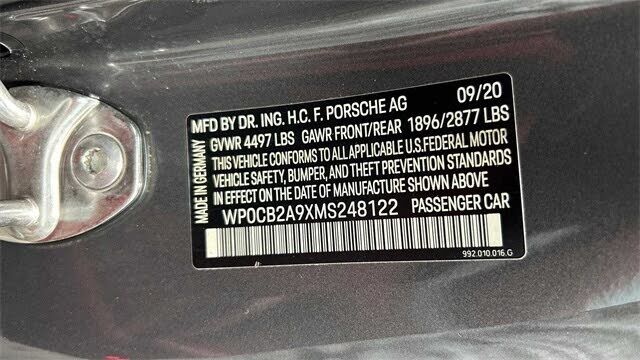 MADE IN GERMANY
MFD BY DR. ING. H.C. F. PORSCHE AG 09/20
GVWR 4497 LBS GAWR FRONT/REAR 1896/2877 LBS
THIS VEHICLE CONFORMS TO ALL APPLICABLE U.S.FEDERAL MOTOR
VEHICLE SAFETY, BUMPER, AND THEFT PREVENTION STANDARDS
IN EFFECT ON THE DATE OF MANUFACTURE SHOWN ABOVE
WP0CB2A9XMS248122 PASSENGER CAR
992.010.016.G